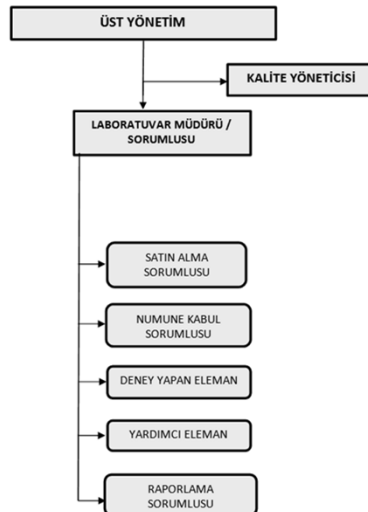 ÜST YÖNETİM
KALİTE YÖNETİCİSİ
LABORATUVAR MÜDÜRÜ /
SORUMLUSU
SATIN ALMA
SORUMLUSU
NUMUNE KABUL
SORUMLUSU
DENEY YAPAN ELEMAN
YARDIMCI ELEMAN
RAPORLAMA
SORUMLUSU